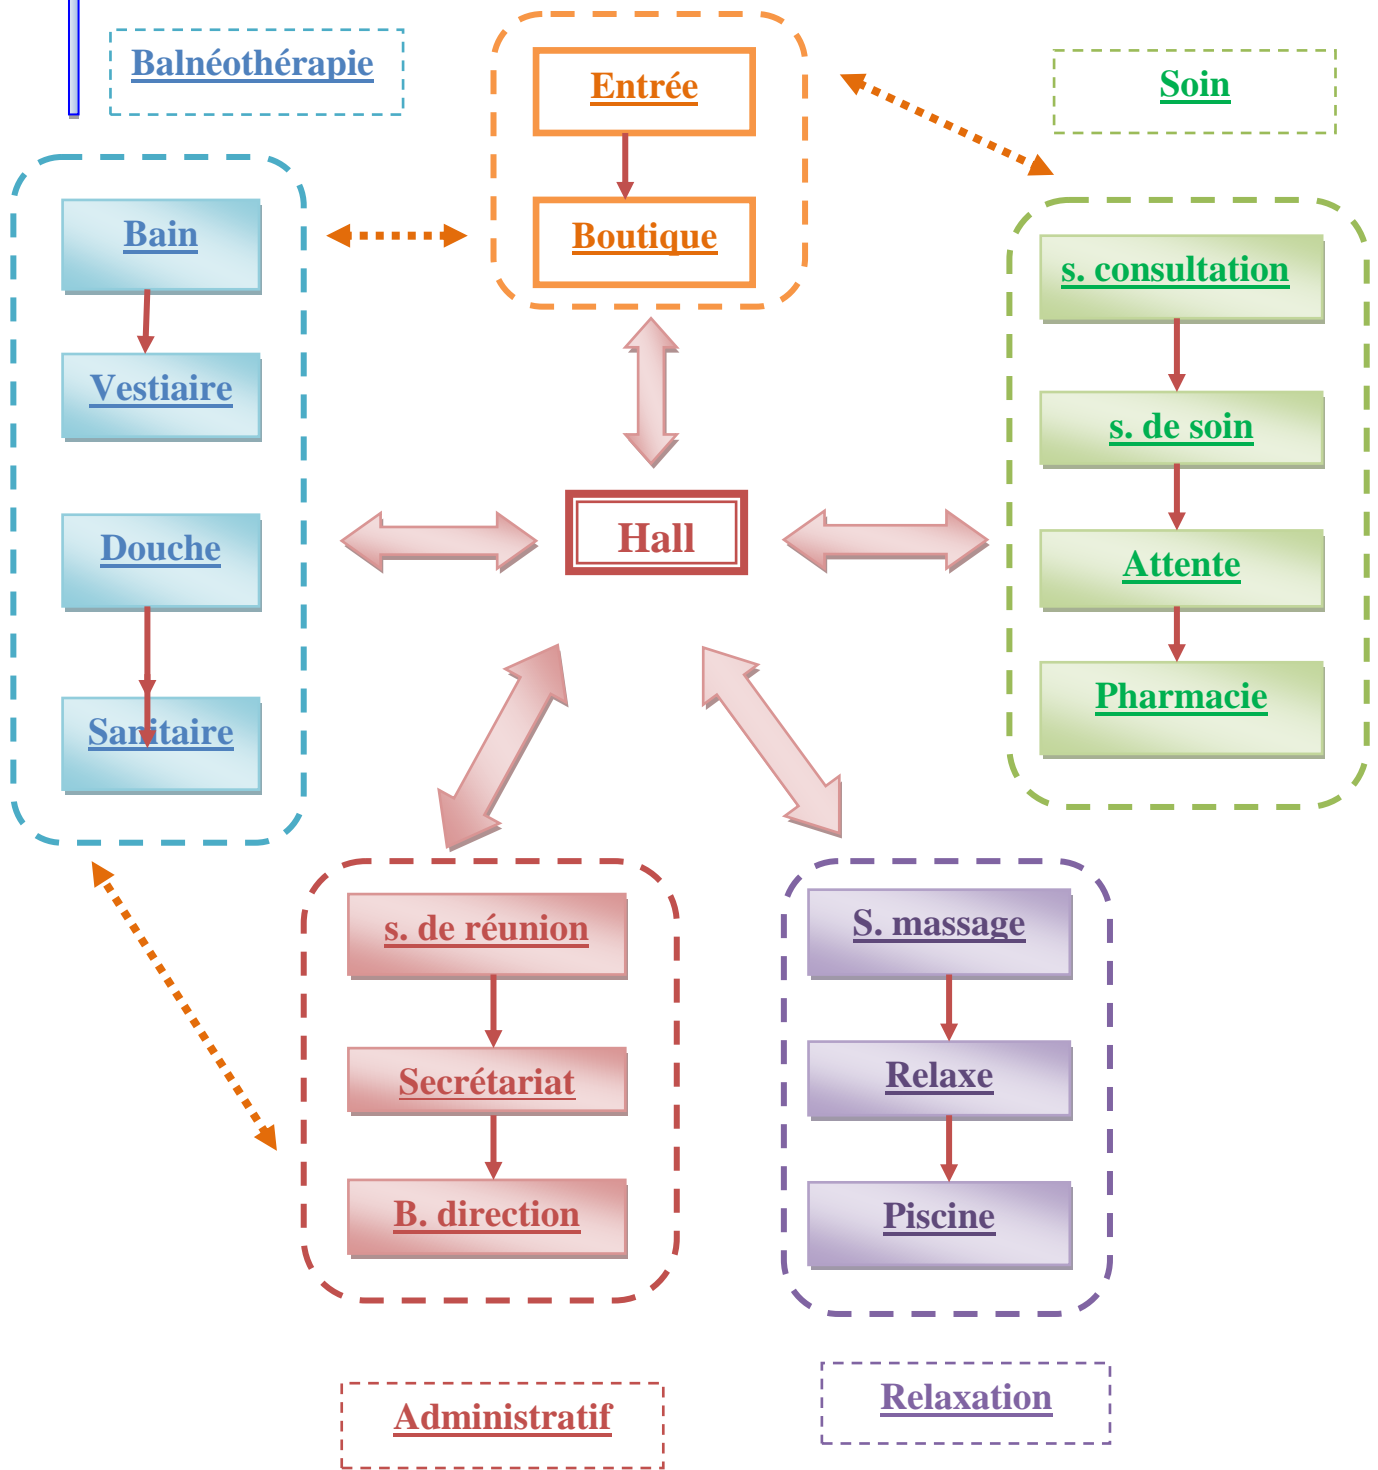 Balnéothérapie
Entrée
Soin
Boutique
Bain
Vestiaire
Douche
Sanitaire
Hall
s. consultation
s. de soin
Attente
Pharmacie
s. de réunion
Secrétariat
B. direction
S. massage
Relaxe
Piscine
Administratif
Relaxation